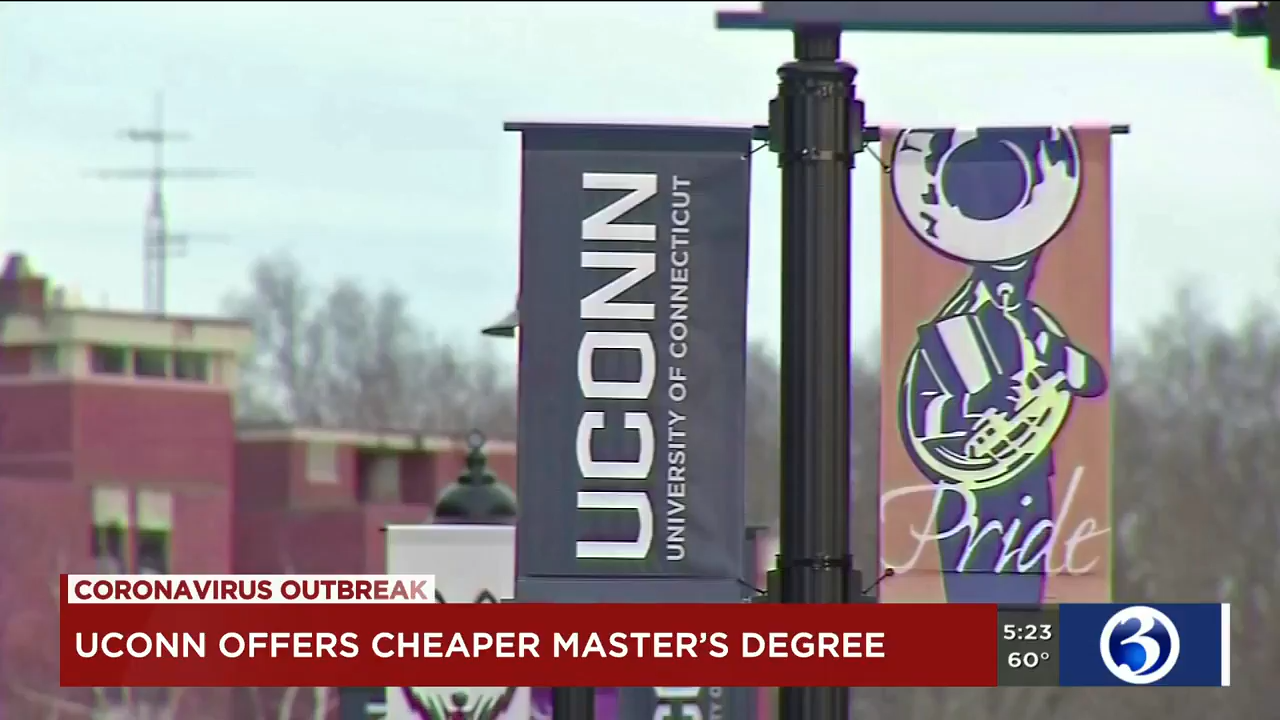 UCONN
UNIVERSITY OF CONNECTICUT
Pride
CORONAVIRUS OUTBREAK
UCONN OFFERS CHEAPER MASTER'S DEGREE
5:23
60°
3